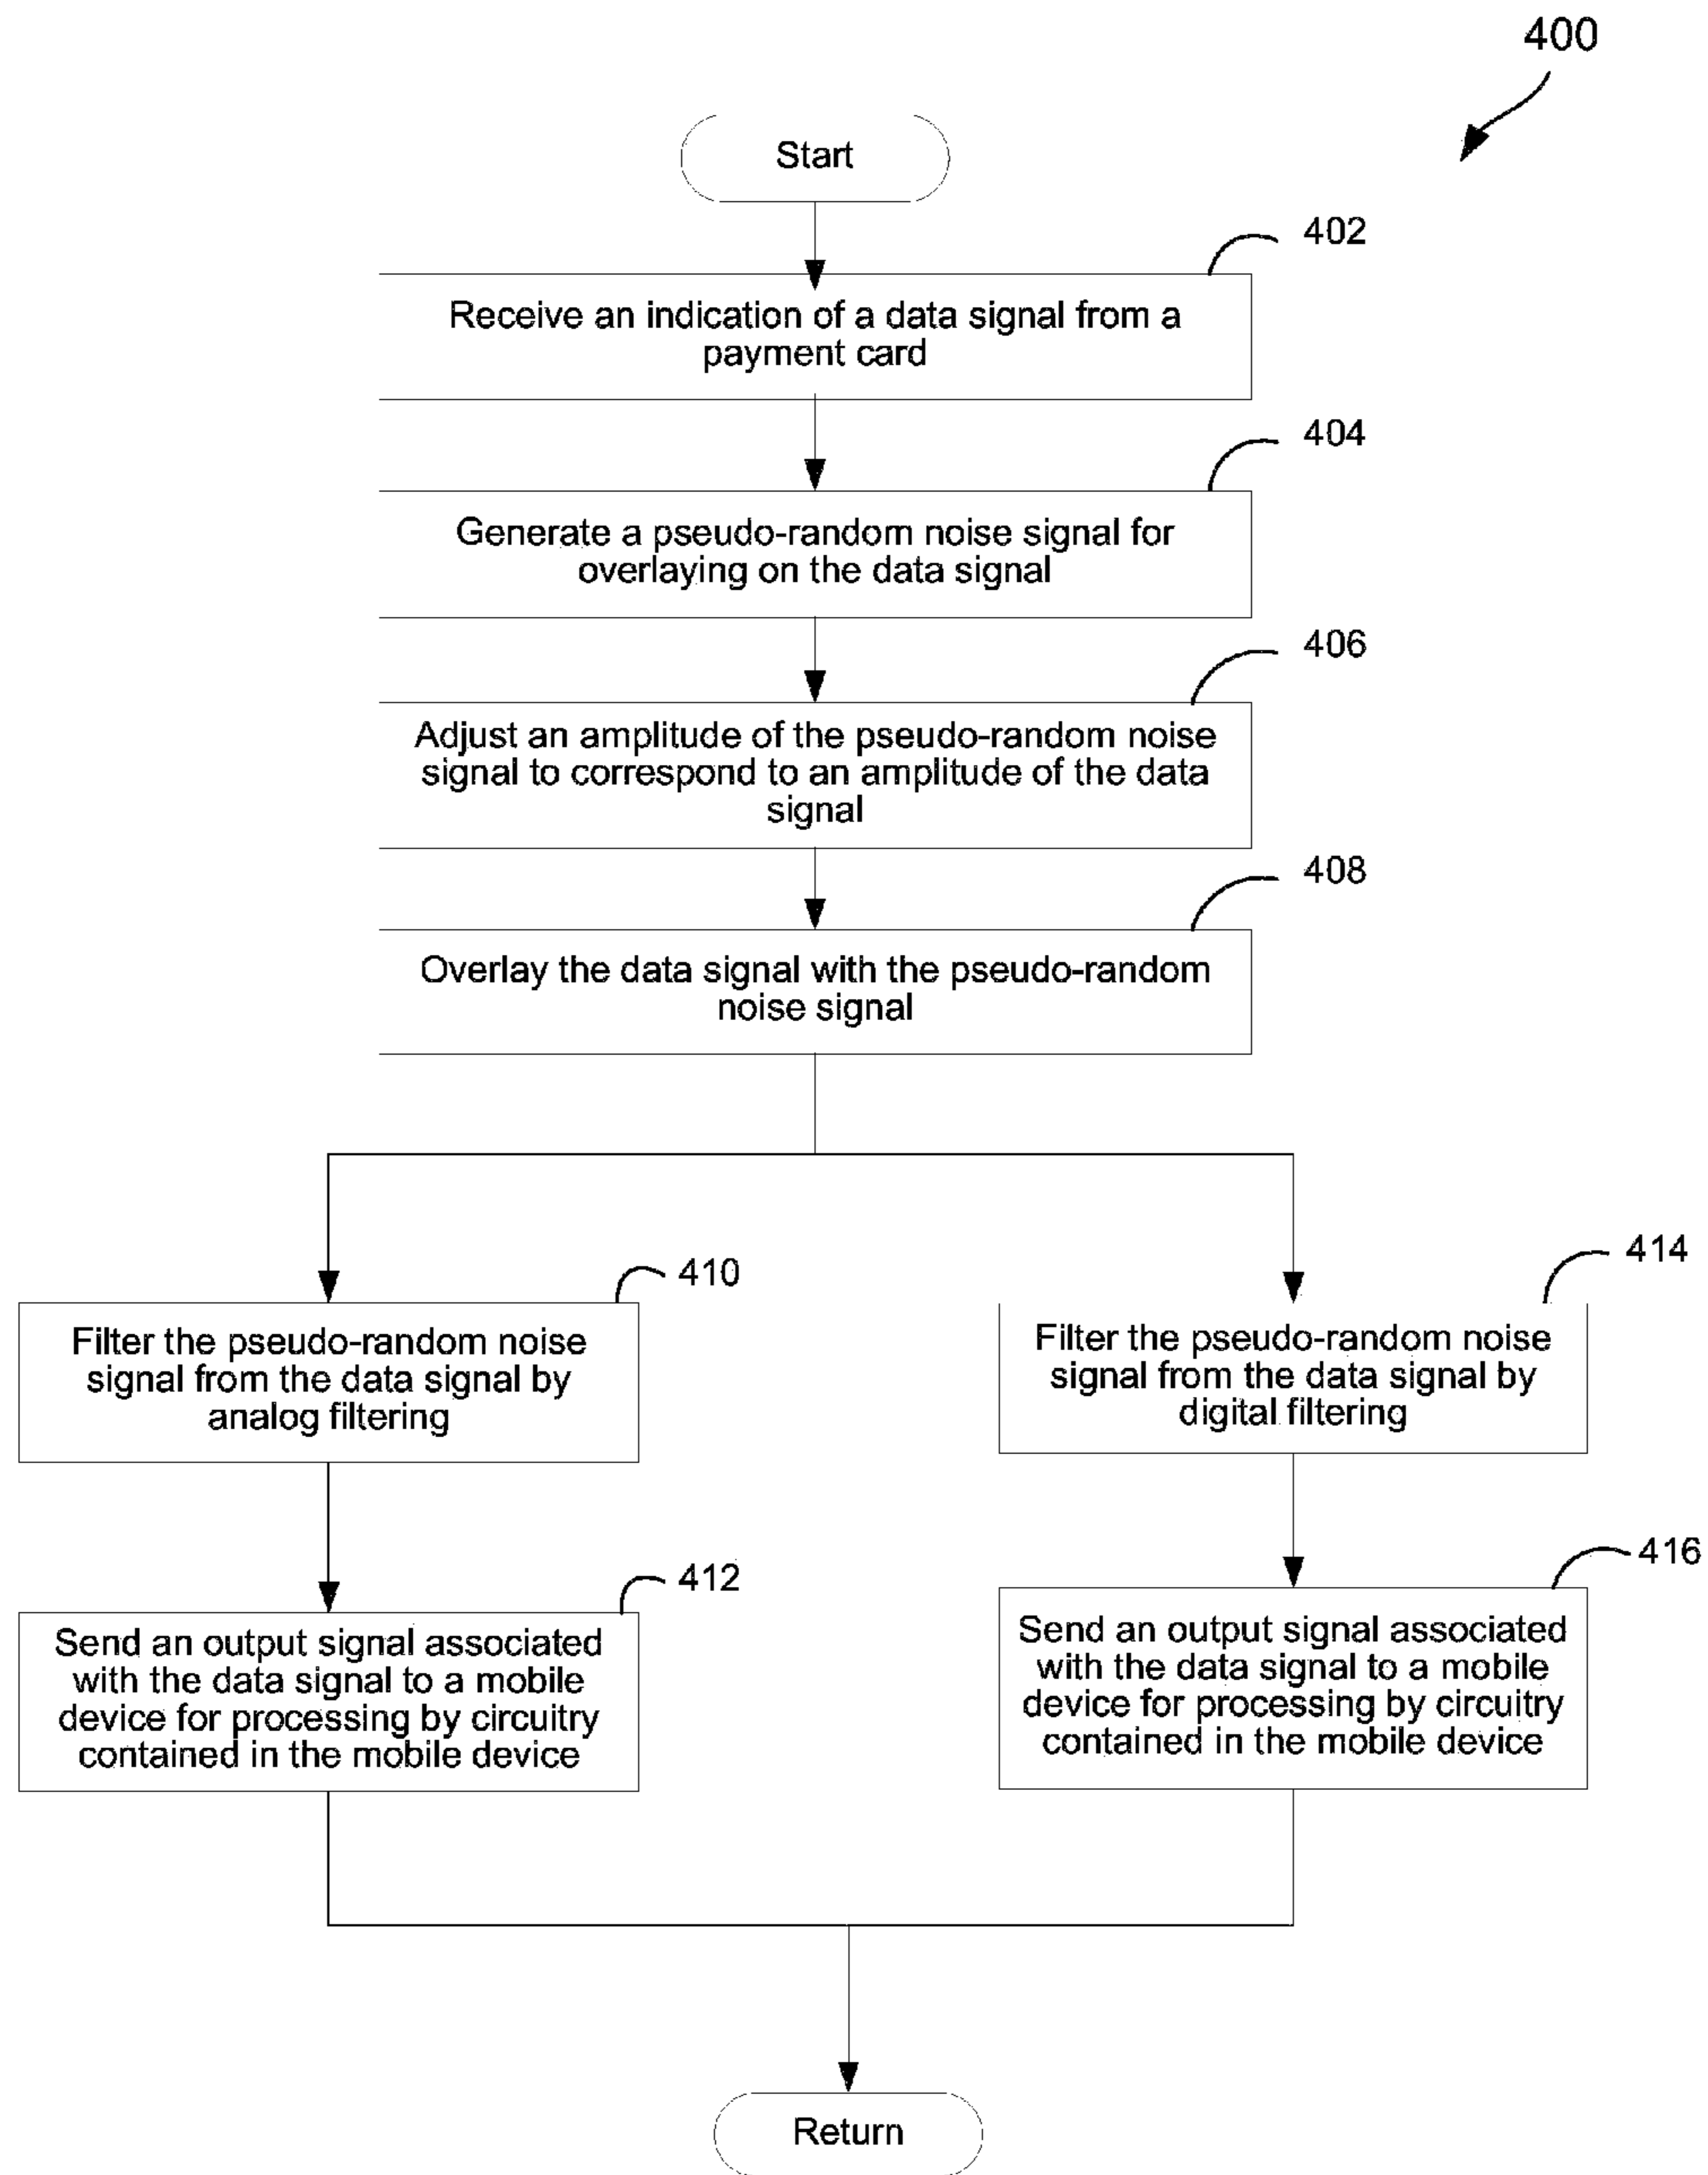 400
Start
402
Receive an indication of a data signal from a
payment card
404
Generate a pseudo-random noise signal for
overlaying on the data signal
406
Adjust an amplitude of the pseudo-random noise
signal to correspond to an amplitude of the data
signal
408
Overlay the data signal with the pseudo-random
noise signal
410
Filter the pseudo-random noise
signal from the data signal by
analog filtering
414
Filter the pseudo-random noise
signal from the data signal by
digital filtering
412
Send an output signal associated
with the data signal to a mobile
device for processing by circuitry
contained in the mobile device
416
Send an output signal associated
with the data signal to a mobile
device for processing by circuitry
contained in the mobile device
Return